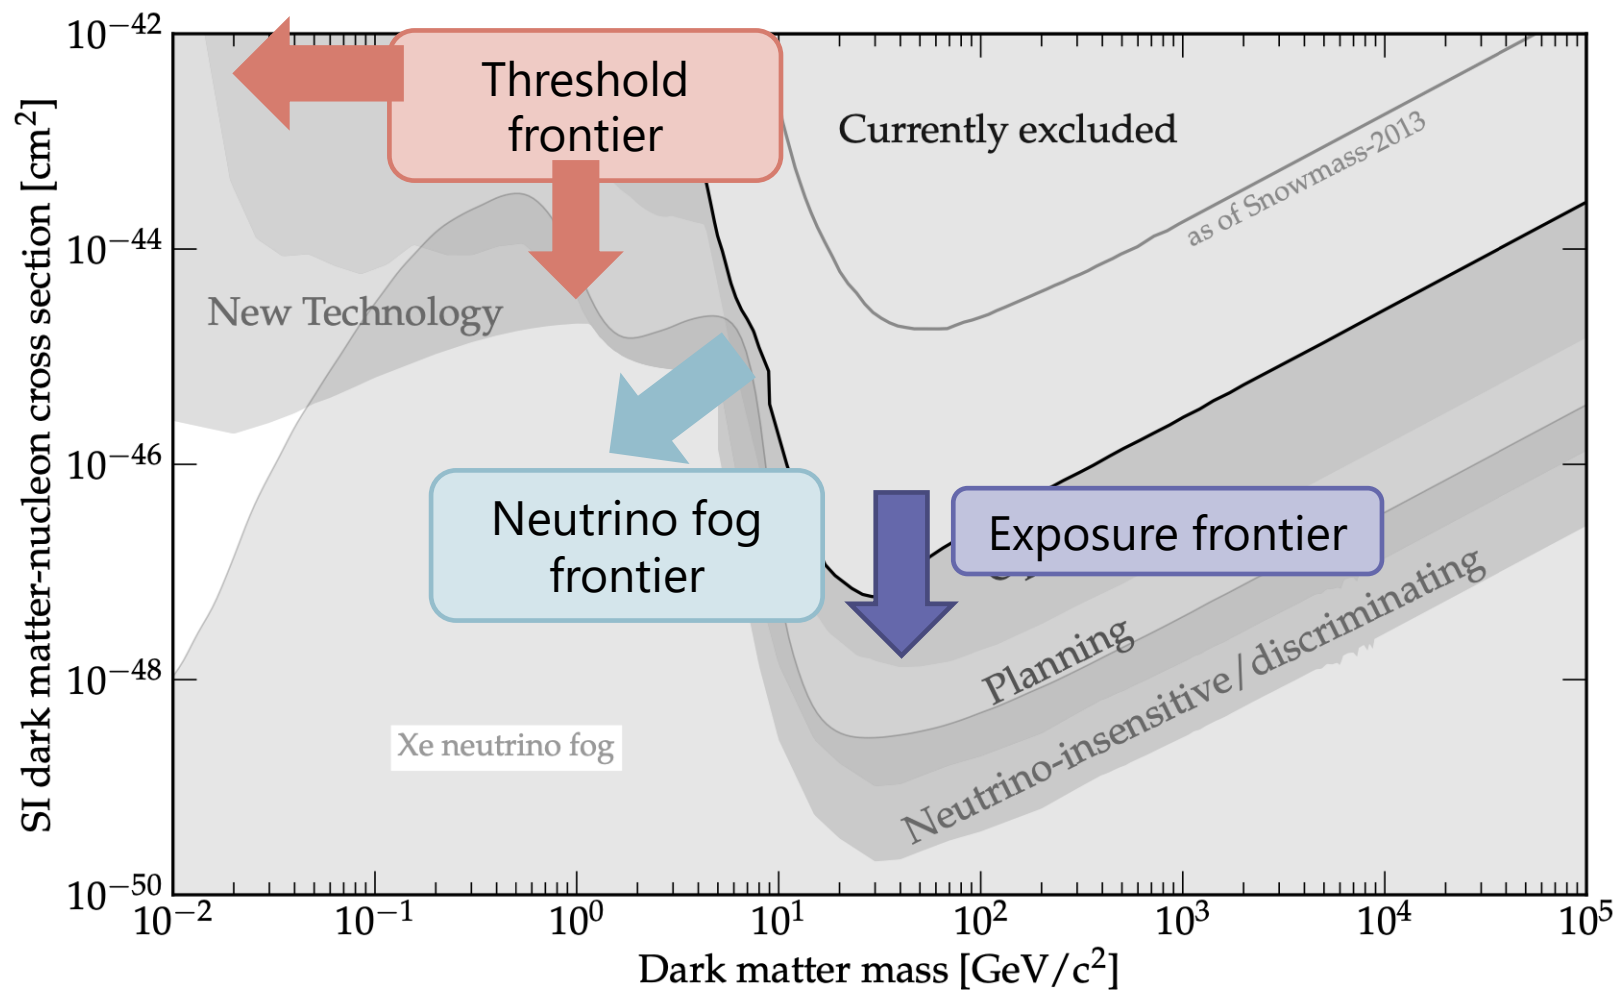 10⁻⁴²
10⁻⁴⁴
10⁻⁴⁶
10⁻⁴⁸
10⁻⁵⁰
SI dark matter-nucleon cross section [cm²]
Threshold
frontier
Currently excluded
as of Snowmass-2013
New Technology
Neutrino fog
frontier
Exposure frontier
Planning
Neutrino-insensitive/discriminating
Xe neutrino fog
10⁻² 10⁻¹ 10⁰ 10¹ 10² 10³ 10⁴ 10⁵
Dark matter mass [GeV/c²]